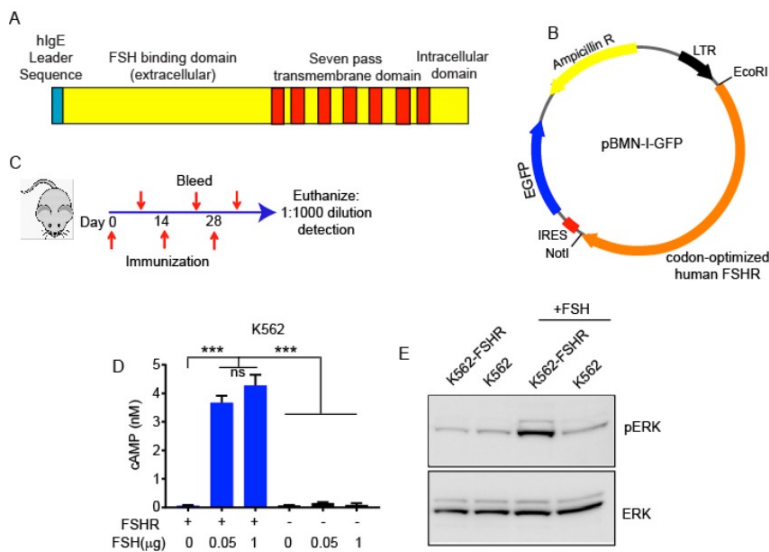 A
hIgE
Leader
Sequence
FSH binding domain
(extracellular)
Seven pass
transmembrane domain
Intracellular
domain
B
Ampicillin R
LTR
EcoRI
pBMN-I-GFP
EGFP
IRES
NotI
codon-optimized
human FSHR
C
Bleed
Day 0 14 28
Immunization
Euthanize:
1:1000 dilution
detection
D
K562
*** ***
ns
cAMP (nM)
5
4
3
2
1
0
FSHR + + + - - -
FSH(μg) 0 0.05 1 0 0.05 1
E
+FSH
K562-FSHR
K562
K562-FSHR
K562
pERK
ERK